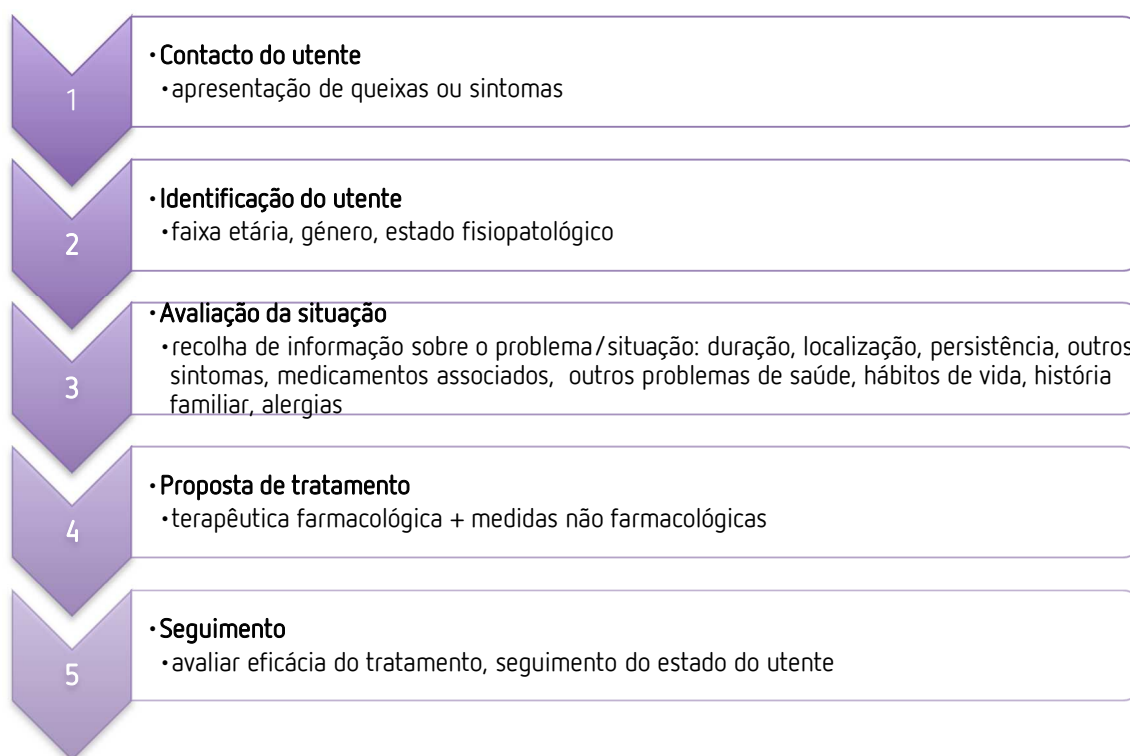 1
·Contacto do utente
·apresentação de queixas ou sintomas
2
·Identificação do utente
·faixa etária, género, estado fisiopatológico
3
·Avaliação da situação
·recolha de informação sobre o problema/situação: duração, localização, persistência, outros
sintomas, medicamentos associados, outros problemas de saúde, hábitos de vida, história
familiar, alergias
4
·Proposta de tratamento
·terapêutica farmacológica + medidas não farmacológicas
5
·Seguimento
·avaliar eficácia do tratamento, seguimento do estado do utente